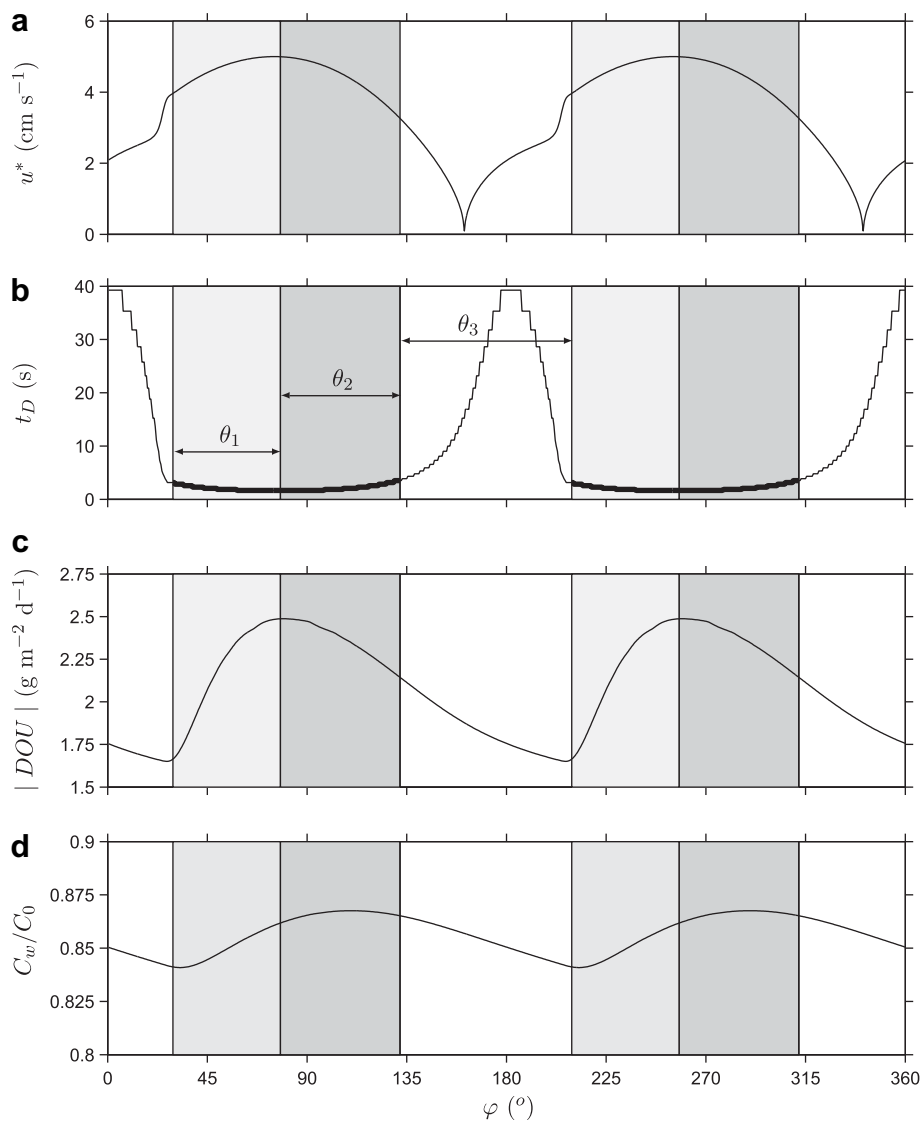 a
6
4
2
0
u* (cm s⁻¹)
b
40
30
20
10
0
t_D (s)
θ₁
θ₂
θ₃
c
2.75
2.5
2.25
2
1.75
1.5
| DOU | (g m⁻² d⁻¹)
d
0.9
0.875
0.85
0.825
0.8
C_w/C_0
0 45 90 135 180 225 270 315 360
φ (°)